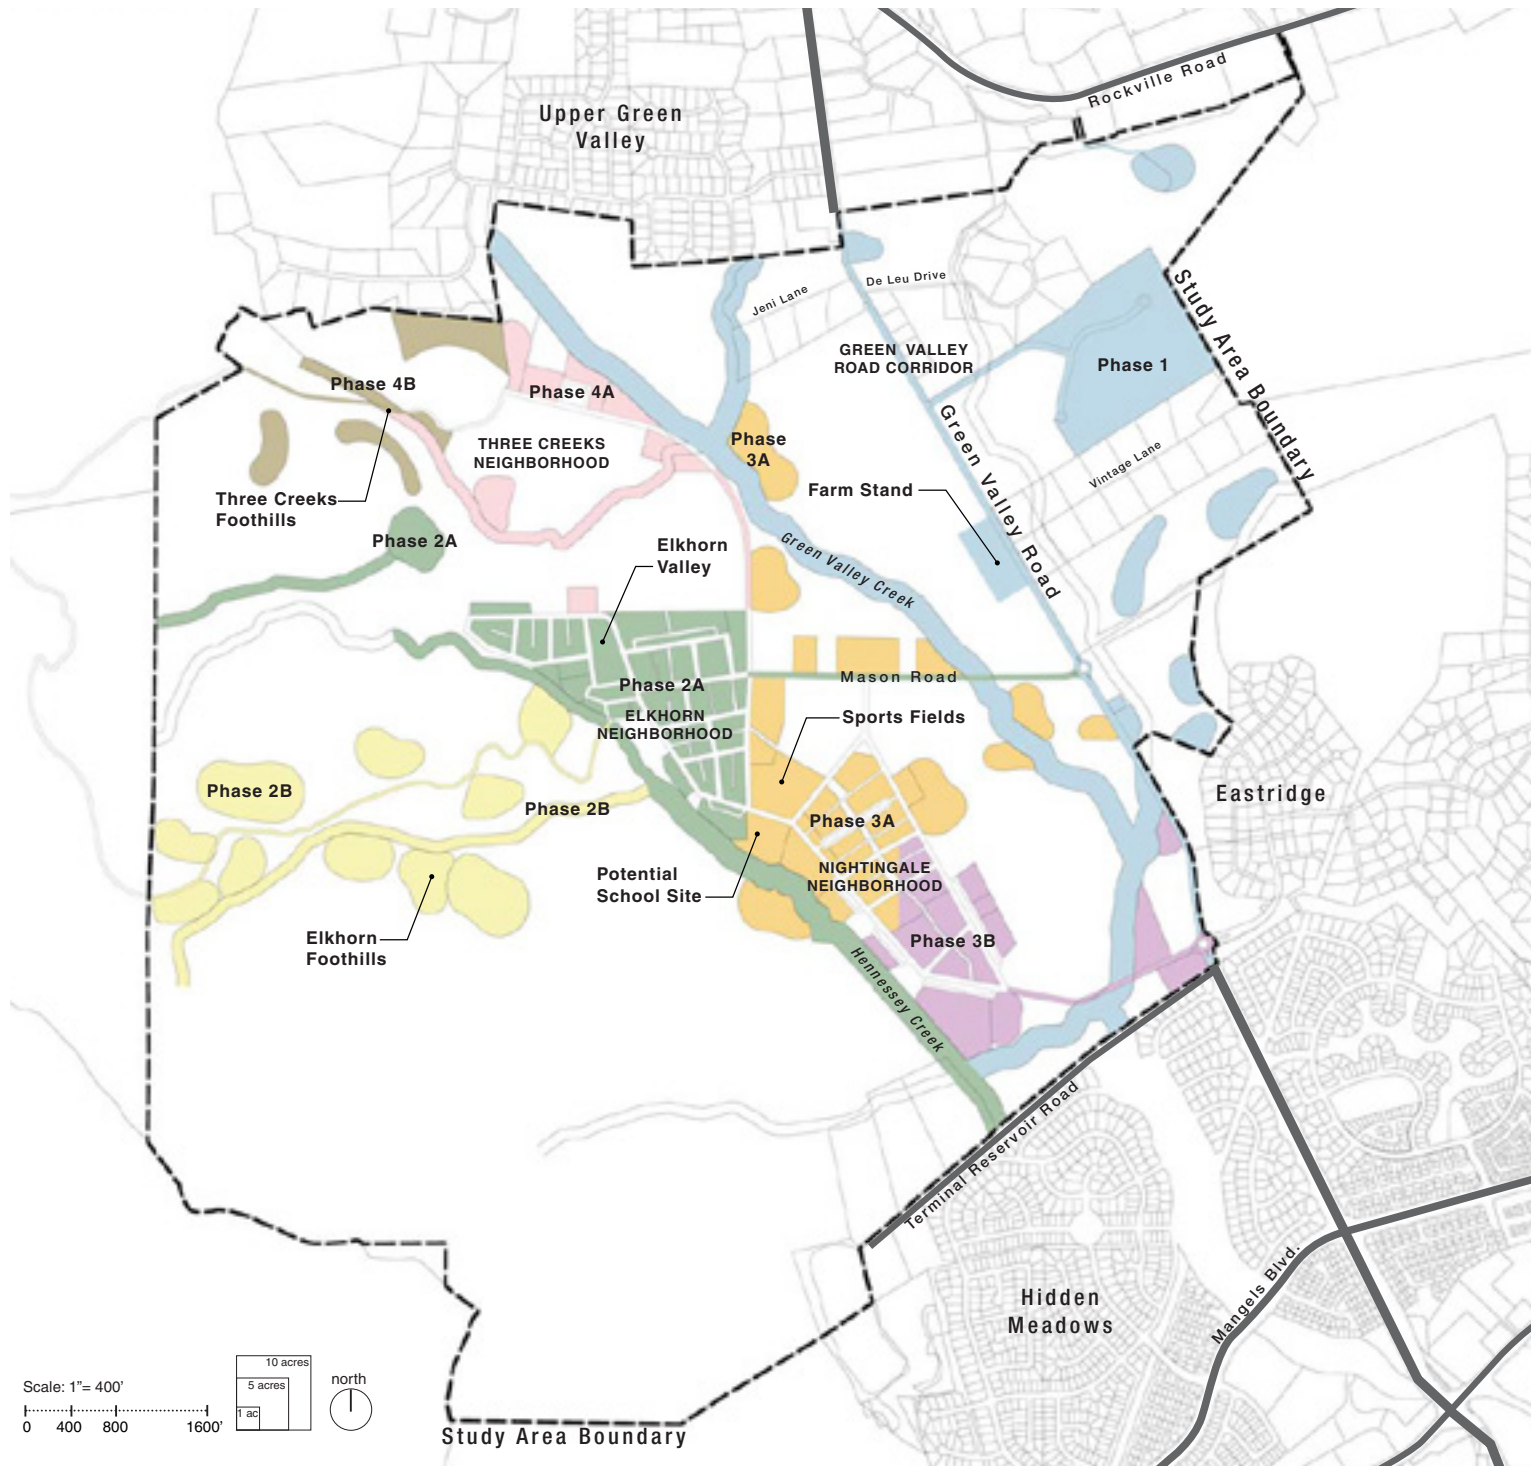 Upper Green
Valley
Rockville Road
Study Area Boundary
De Leu Drive
Jeni Lane
GREEN VALLEY
ROAD CORRIDOR
Phase 1
Phase 4B
Phase 4A
Green Valley Road
Phase
3A
THREE CREEKS
NEIGHBORHOOD
Vintage Lane
Farm Stand
Three Creeks
Foothills
Phase 2A
Elkhorn
Valley
Green Valley Creek
Mason Road
Phase 2A
ELKHORN
NEIGHBORHOOD
Sports Fields
Phase 2B
Eastridge
Phase 2B
Phase 3A
Potential
School Site
NIGHTINGALE
NEIGHBORHOOD
Elkhorn
Foothills
Phase 3B
Hennessey Creek
Terminal Reservoir Road
Mangels Blvd.
Hidden
Meadows
Scale: 1"= 400'
0 400 800 1600'
10 acres
5 acres
1 ac
north
Study Area Boundary